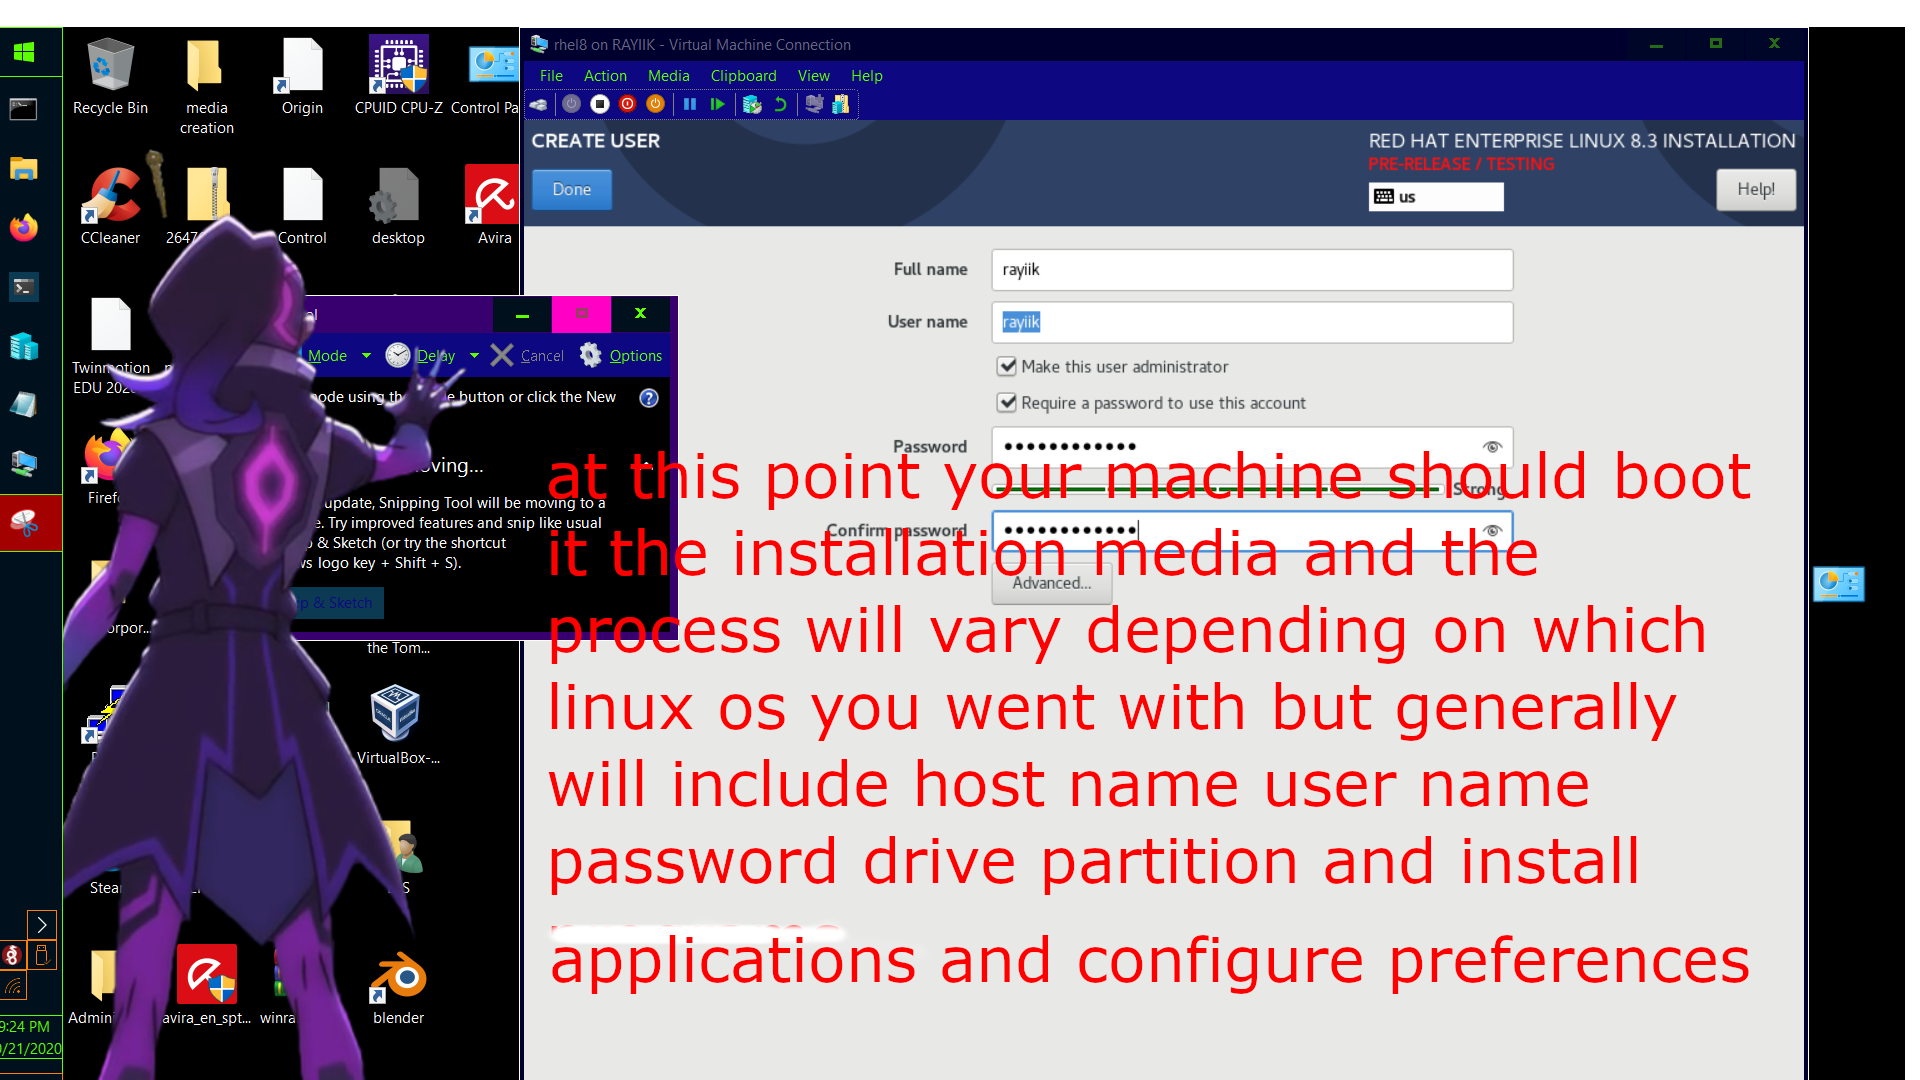 rhel8 on RAYIIK - Virtual Machine Connection
File Action Media Clipboard View Help
CREATE USER
RED HAT ENTERPRISE LINUX 8.3 INSTALLATION
PRE-RELEASE / TESTING
Done
us
Help!
Full name
rayiik
User name
rayiik
Make this user administrator
Require a password to use this account
Password
Strong
Confirm password
Advanced...
at this point your machine should boot
it the installation media and the
process will vary depending on which
linux os you went with but generally
will include host name user name
password drive partition and install
applications and configure preferences
Recycle Bin
media
creation
Origin
CPUID CPU-Z
Control Pa
CCleaner
2647
Control
desktop
Avira
Twinmotion
EDU 202
Mode Delay Cancel Options
button or click the New
oving...
update, Snipping Tool will be moving to a
e. Try improved features and snip like usual
& Sketch (or try the shortcut
ws logo key + Shift + S).
p & Sketch
Firef
orpor...
the Tom...
VirtualBox-...
Stea
S
Admin
avira_en_spt...
winra
blender
9:24 PM
/21/2020